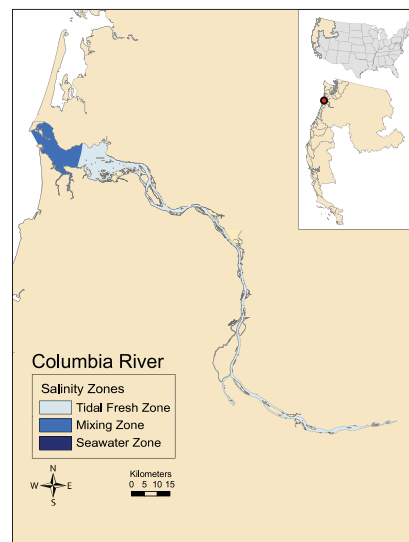 Columbia River
Salinity Zones
Tidal Fresh Zone
Mixing Zone
Seawater Zone
N
W E
S
Kilometers
0 5 10 15